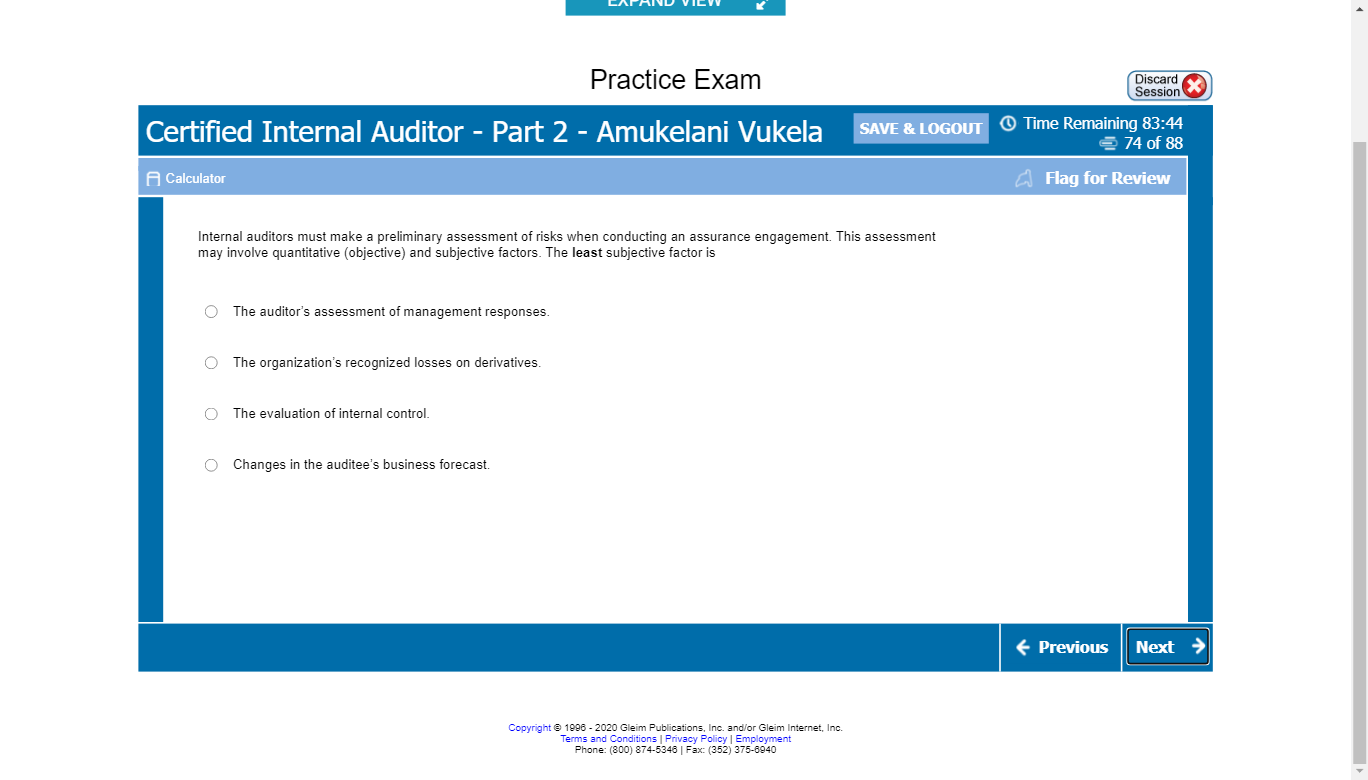 EXPAND VIEW
Practice Exam
Discard
Session
Certified Internal Auditor - Part 2 - Amukelani Vukela
SAVE & LOGOUT
Time Remaining 83:44
74 of 88
Calculator
Flag for Review
Internal auditors must make a preliminary assessment of risks when conducting an assurance engagement. This assessment
may involve quantitative (objective) and subjective factors. The least subjective factor is
The auditor's assessment of management responses.
The organization's recognized losses on derivatives.
The evaluation of internal control.
Changes in the auditee's business forecast.
Previous
Next
Copyright © 1996 - 2020 Gleim Publications, Inc. and/or Gleim Internet, Inc.
Terms and Conditions | Privacy Policy | Employment
Phone: (800) 874-5346 | Fax: (352) 375-6940